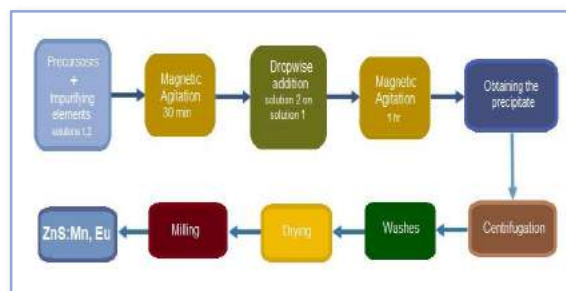 Precursosrs
+
Impurifying
elements
solutions 1,2
Magnetic
Agitation
30 min
Dropwise
addition
solution 2 on
solution 1
Magnetic
Agitation
1 hr
Obtaining the
precipitate
Centrifugation
Washes
Drying
Milling
ZnS:Mn, Eu